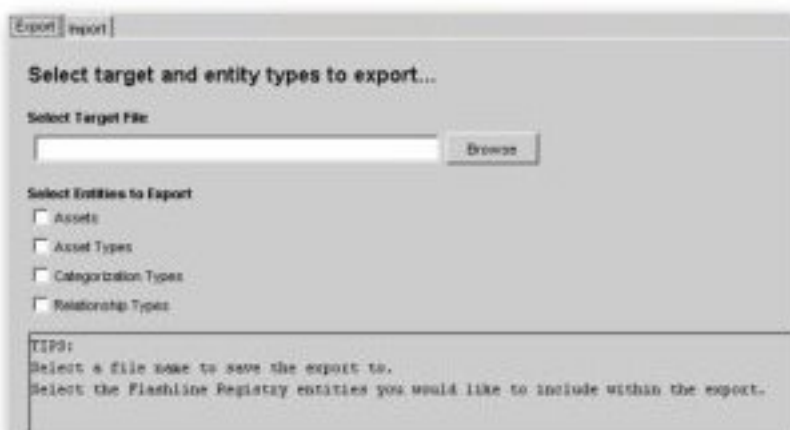 Export Import
Select target and entity types to export...
Select Target File
Browse
Select Entities to Export
Assets
Asset Types
Categorization Types
Relationship Types
TIPS:
Select a file name to save the export to.
Select the Flashline Registry entities you would like to include within the export.